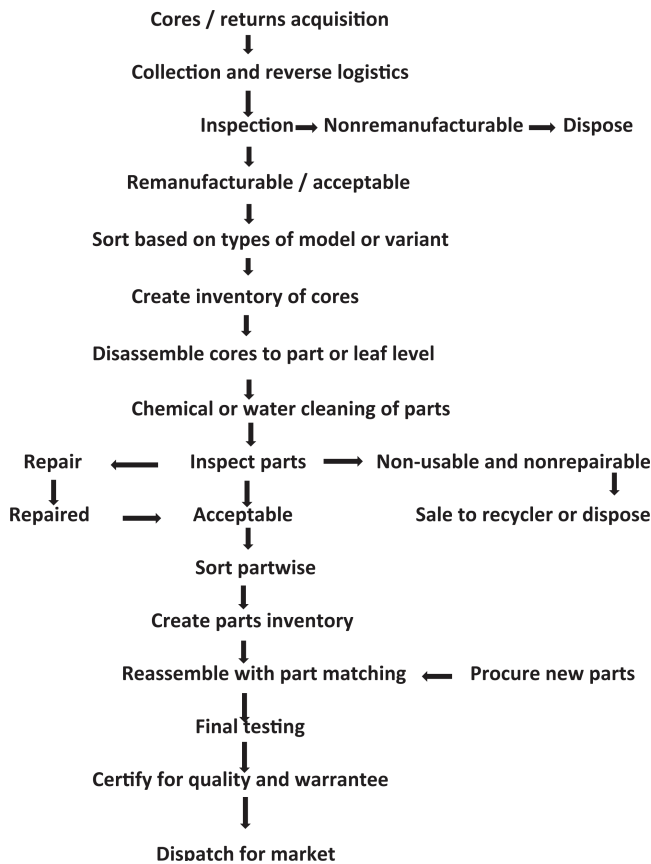 Cores / returns acquisition
Collection and reverse logistics
Inspection Nonremanufacturable Dispose
Remanufacturable / acceptable
Sort based on types of model or variant
Create inventory of cores
Disassemble cores to part or leaf level
Chemical or water cleaning of parts
Repair Inspect parts Non-usable and nonrepairable
Repaired Acceptable Sale to recycler or dispose
Sort partwise
Create parts inventory
Reassemble with part matching Procure new parts
Final testing
Certify for quality and warrantee
Dispatch for market